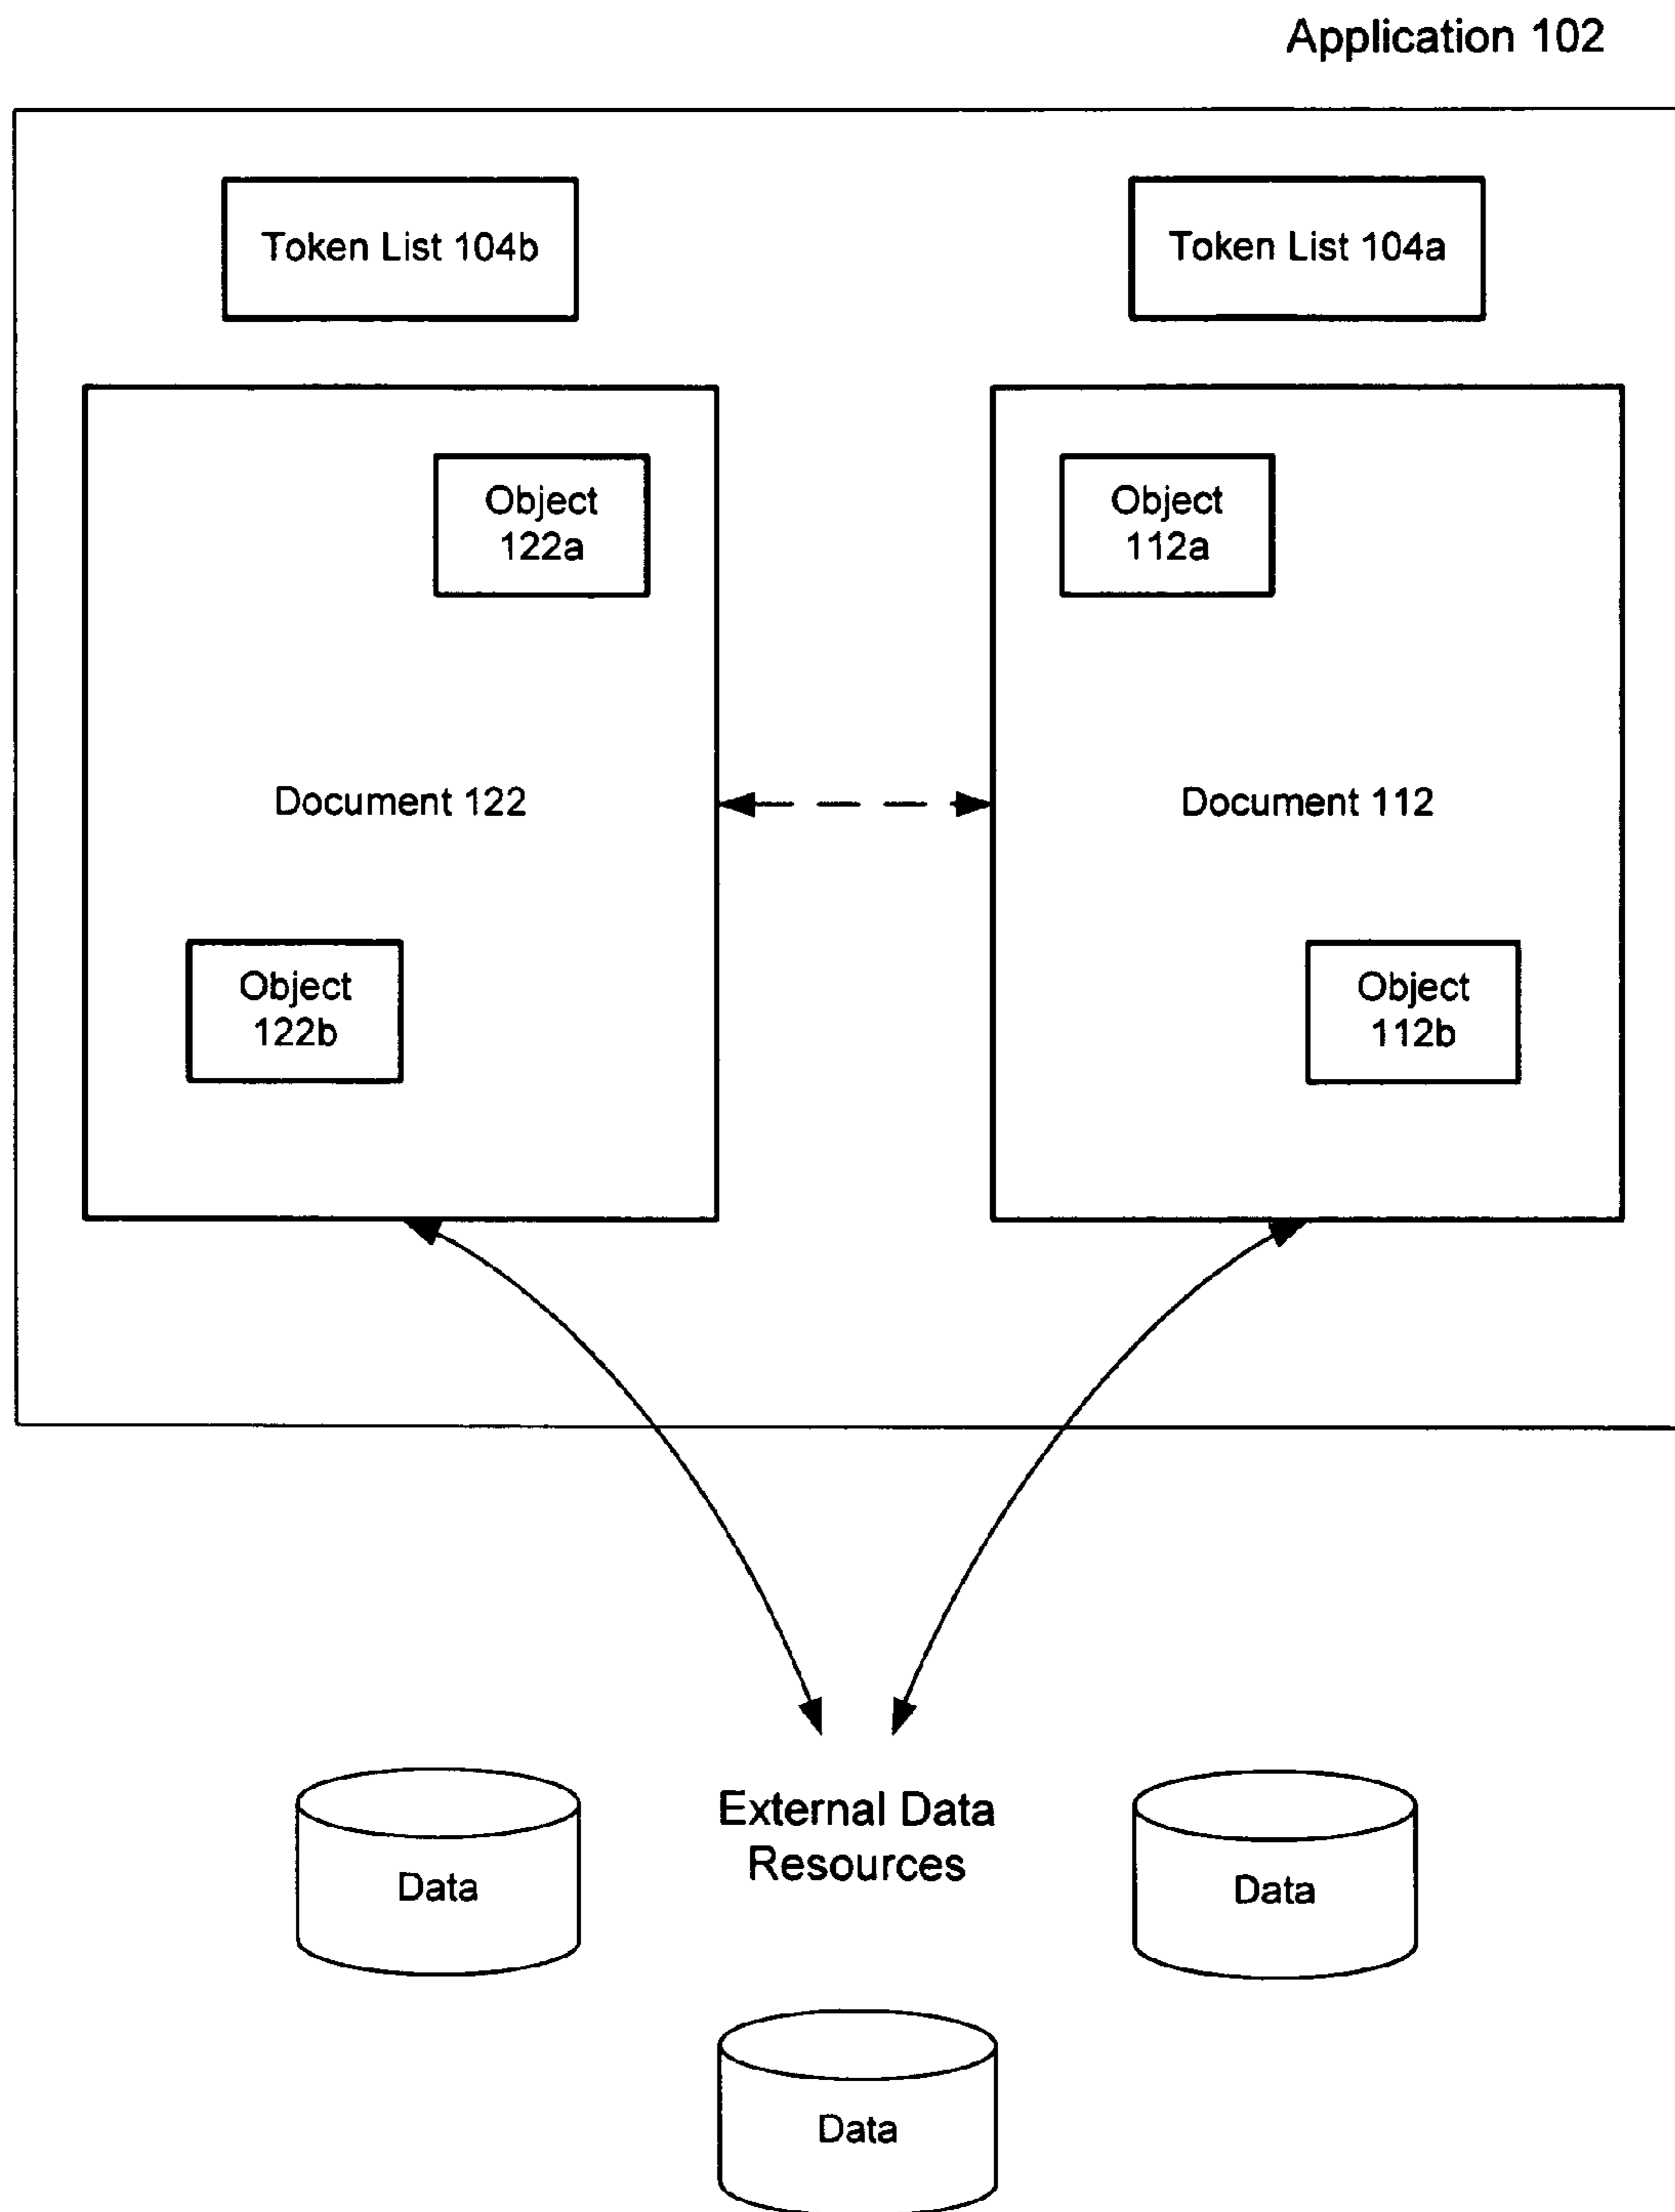 Application 102
Token List 104b
Token List 104a
Object
122a
Object
112a
Document 122
Document 112
Object
122b
Object
112b
External Data
Resources
Data
Data
Data